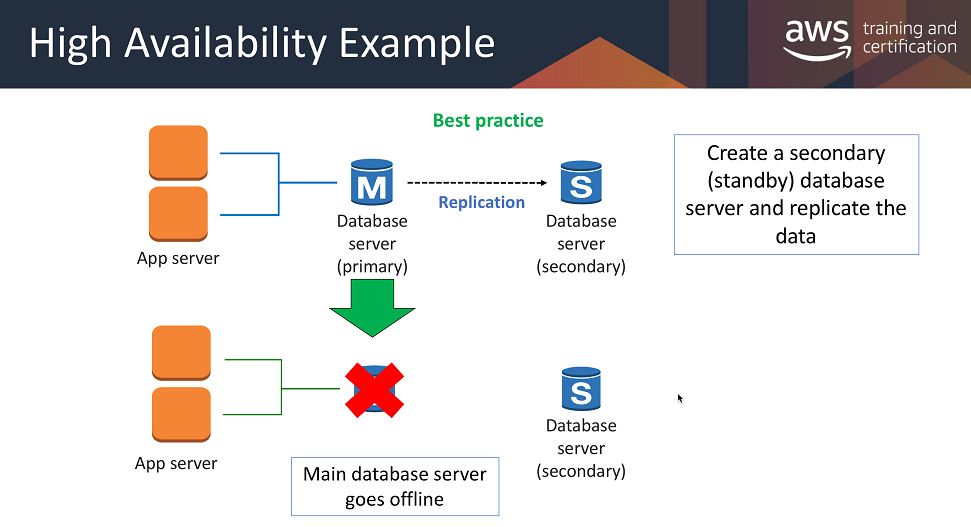 High Availability Example
aws
training and
certification
Best practice
M
Replication
S
Database
server
(primary)
Database
server
(secondary)
App server
Create a secondary
(standby) database
server and replicate the
data
App server
S
Database
server
(secondary)
Main database server
goes offline